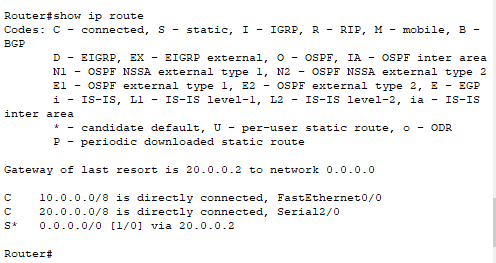 Router#show ip route
Codes: C - connected, S - static, I - IGRP, R - RIP, M - mobile, B -
BGP
D - EIGRP, EX - EIGRP external, O - OSPF, IA - OSPF inter area
N1 - OSPF NSSA external type 1, N2 - OSPF NSSA external type 2
E1 - OSPF external type 1, E2 - OSPF external type 2, E - EGP
i - IS-IS, L1 - IS-IS level-1, L2 - IS-IS level-2, ia - IS-IS
inter area
* - candidate default, U - per-user static route, o - ODR
P - periodic downloaded static route
Gateway of last resort is 20.0.0.2 to network 0.0.0.0
C 10.0.0.0/8 is directly connected, FastEthernet0/0
C 20.0.0.0/8 is directly connected, Serial2/0
S* 0.0.0.0/0 [1/0] via 20.0.0.2
Router#